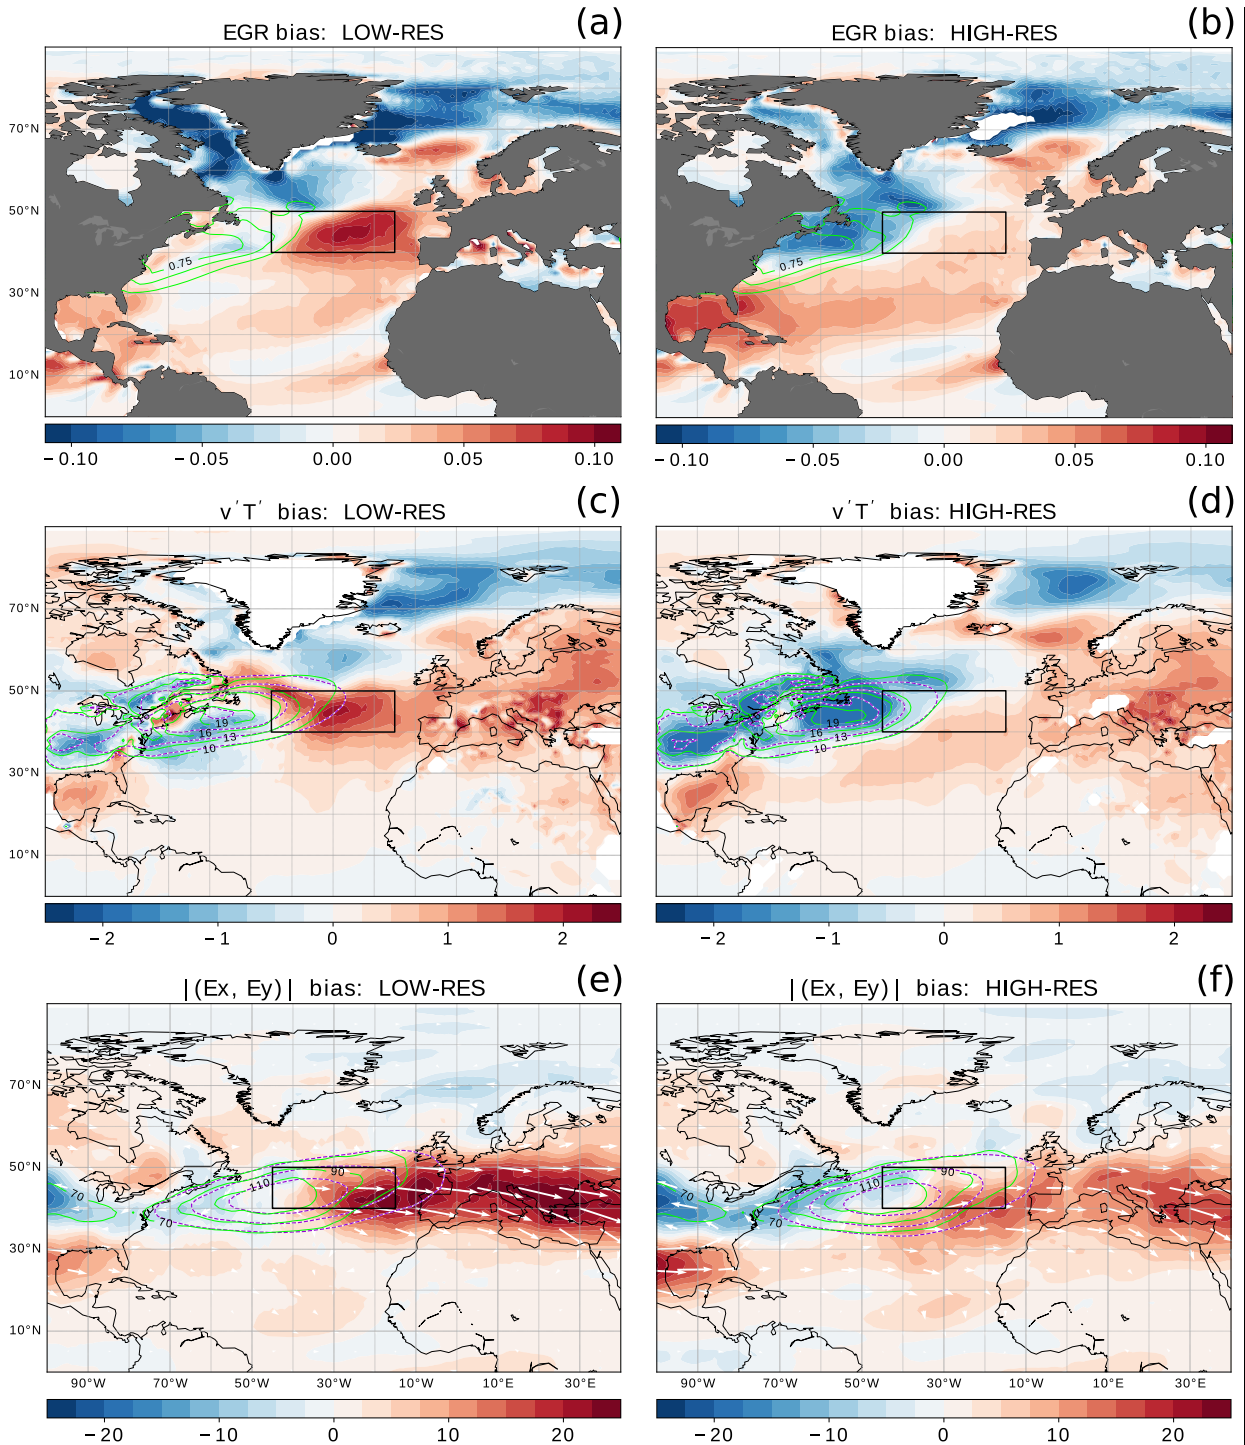 (a) (b)
EGR bias: LOW-RES EGR bias: HIGH-RES
70°N
50°N
30°N
10°N
0.75 0.75
−0.10 −0.05 0.00 0.05 0.10 −0.10 −0.05 0.00 0.05 0.10
(c) (d)
v′T′ bias: LOW-RES v′T′ bias: HIGH-RES
70°N
50°N
30°N
10°N
19 16 13 10 19 16 13 10
−2 −1 0 1 2 −2 −1 0 1 2
(e) (f)
|(Ex, Ey)| bias: LOW-RES |(Ex, Ey)| bias: HIGH-RES
70°N
50°N
30°N
10°N
70 110 90 70 70 110 90 70
90°W 70°W 50°W 30°W 10°W 10°E 30°E 90°W 70°W 50°W 30°W 10°W 10°E 30°E
−20 −10 0 10 20 −20 −10 0 10 20